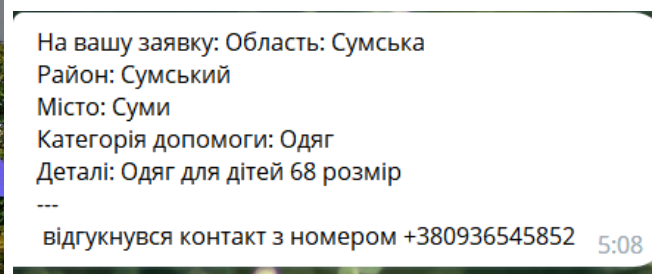 На вашу заявку: Область: Сумська
Район: Сумський
Місто: Суми
Категорія допомоги: Одяг
Деталі: Одяг для дітей 68 розмір
---
відгукнувся контакт з номером +380936545852 5:08